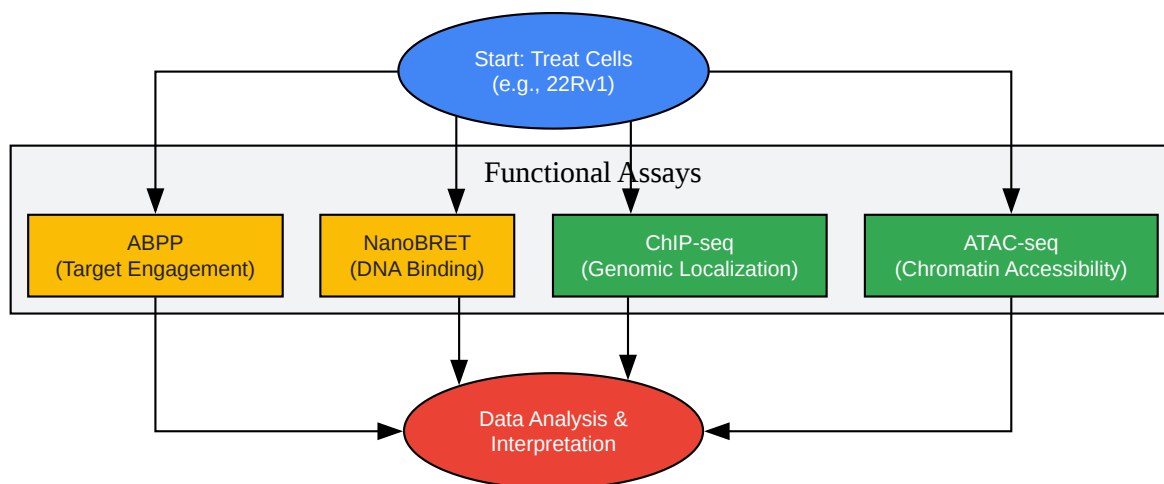 Start: Treat Cells
(e.g., 22Rv1)
Functional Assays
ABPP
(Target Engagement)
NanoBRET
(DNA Binding)
ChIP-seq
(Genomic Localization)
ATAC-seq
(Chromatin Accessibility)
Data Analysis &
Interpretation